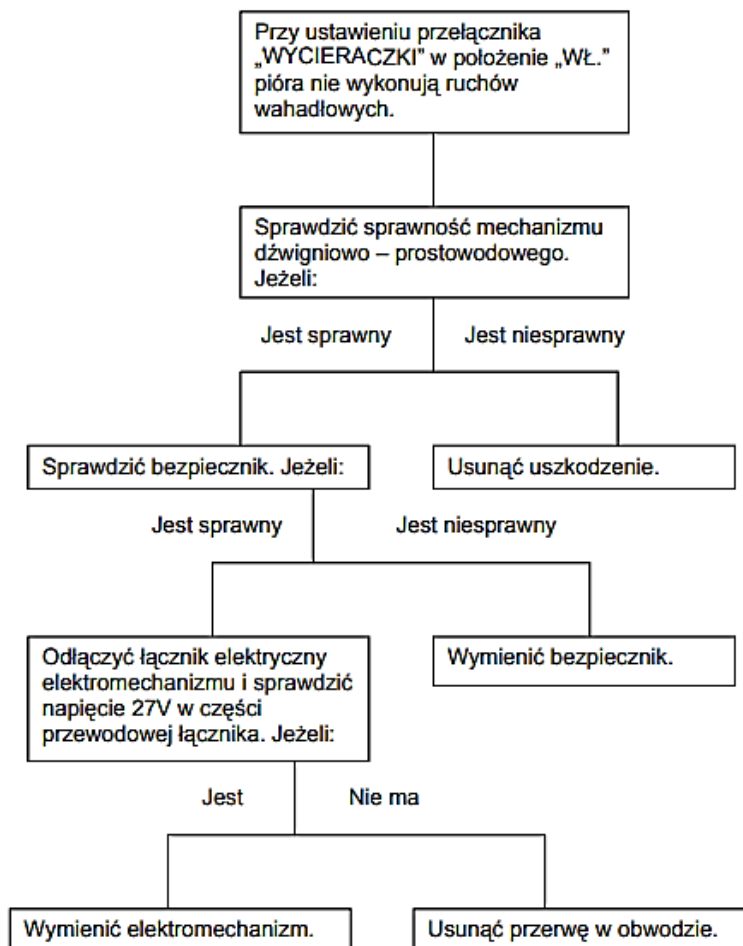 Przy ustawieniu przełącznika
„WYCIERACZKI” w położenie „WŁ.”
pióra nie wykonują ruchów
wahadłowych.
Sprawdzić sprawność mechanizmu
dźwigniowo – prostowodowego.
Jeżeli:
Jest sprawny
Jest niesprawny
Sprawdzić bezpiecznik. Jeżeli:
Usunąć uszkodzenie.
Jest sprawny
Jest niesprawny
Odłączyć łącznik elektryczny
elektromechanizmu i sprawdzić
napięcie 27V w części
przewodowej łącznika. Jeżeli:
Wymienić bezpiecznik.
Jest
Nie ma
Wymienić elektromechanizm.
Usunąć przerwę w obwodzie.